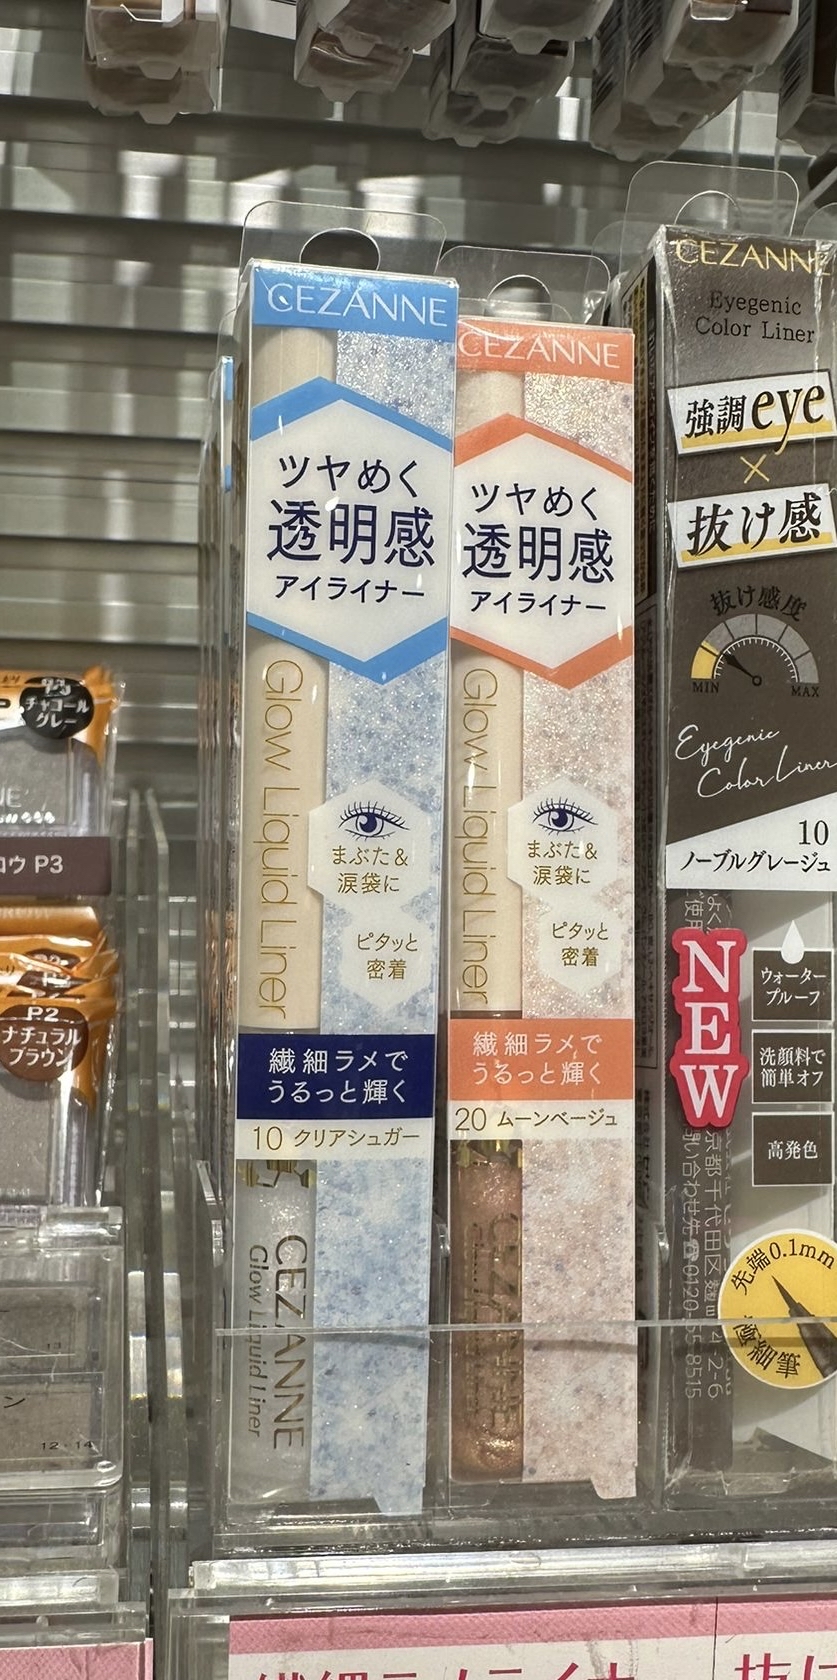 CEZANNE
ツヤめく
透明感
アイライナー
Glow Liquid Liner
まぶた&
涙袋に
ピタッと
密着
繊細ラメで
うるっと輝く
10 クリアシュガー
CEZANNE
Glow Liquid Liner
CEZANNE
ツヤめく
透明感
アイライナー
Glow Liquid Liner
まぶた&
涙袋に
ピタッと
密着
繊細ラメで
うるっと輝く
20 ムーンベージュ
CEZANNE
CEZANNE
Eyegenic
Color Liner
強調eye
×
抜け感
抜け感度
MIN
MAX
Eyegenic
Color Liner
10
ノーブルグレージュ
NEW
ウォーター
プルーフ
洗顔料で
簡単オフ
高発色
先端0.1mm
チャコール
グレー
P3
P2
ナチュラル
ブラウン
12・14